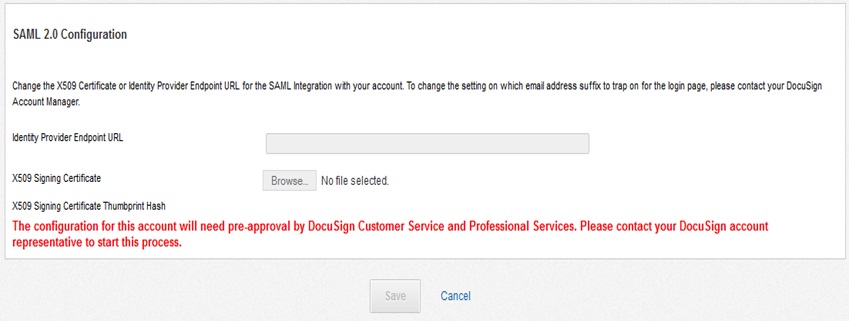 SAML 2.0 Configuration
Change the X509 Certificate or Identity Provider Endpoint URL for the SAML Integration with your account. To change the setting on which email address suffix to trap on for the login page, please contact your DocuSign
Account Manager.
Identity Provider Endpoint URL
X509 Signing Certificate
Browse... No file selected.
X509 Signing Certificate Thumbprint Hash
The configuration for this account will need pre-approval by DocuSign Customer Service and Professional Services. Please contact your DocuSign account
representative to start this process.
Save Cancel